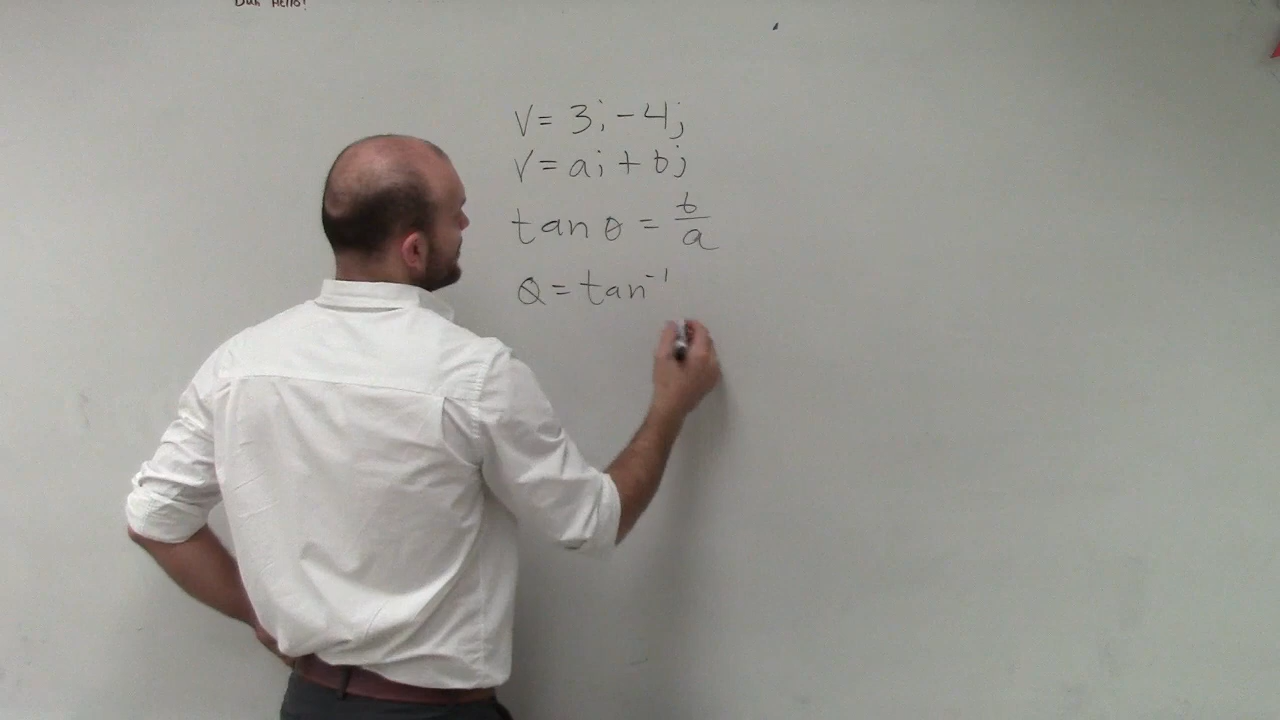 V = 3i - 4j
V = ai + bj
tan θ = b/a
θ = tan⁻¹